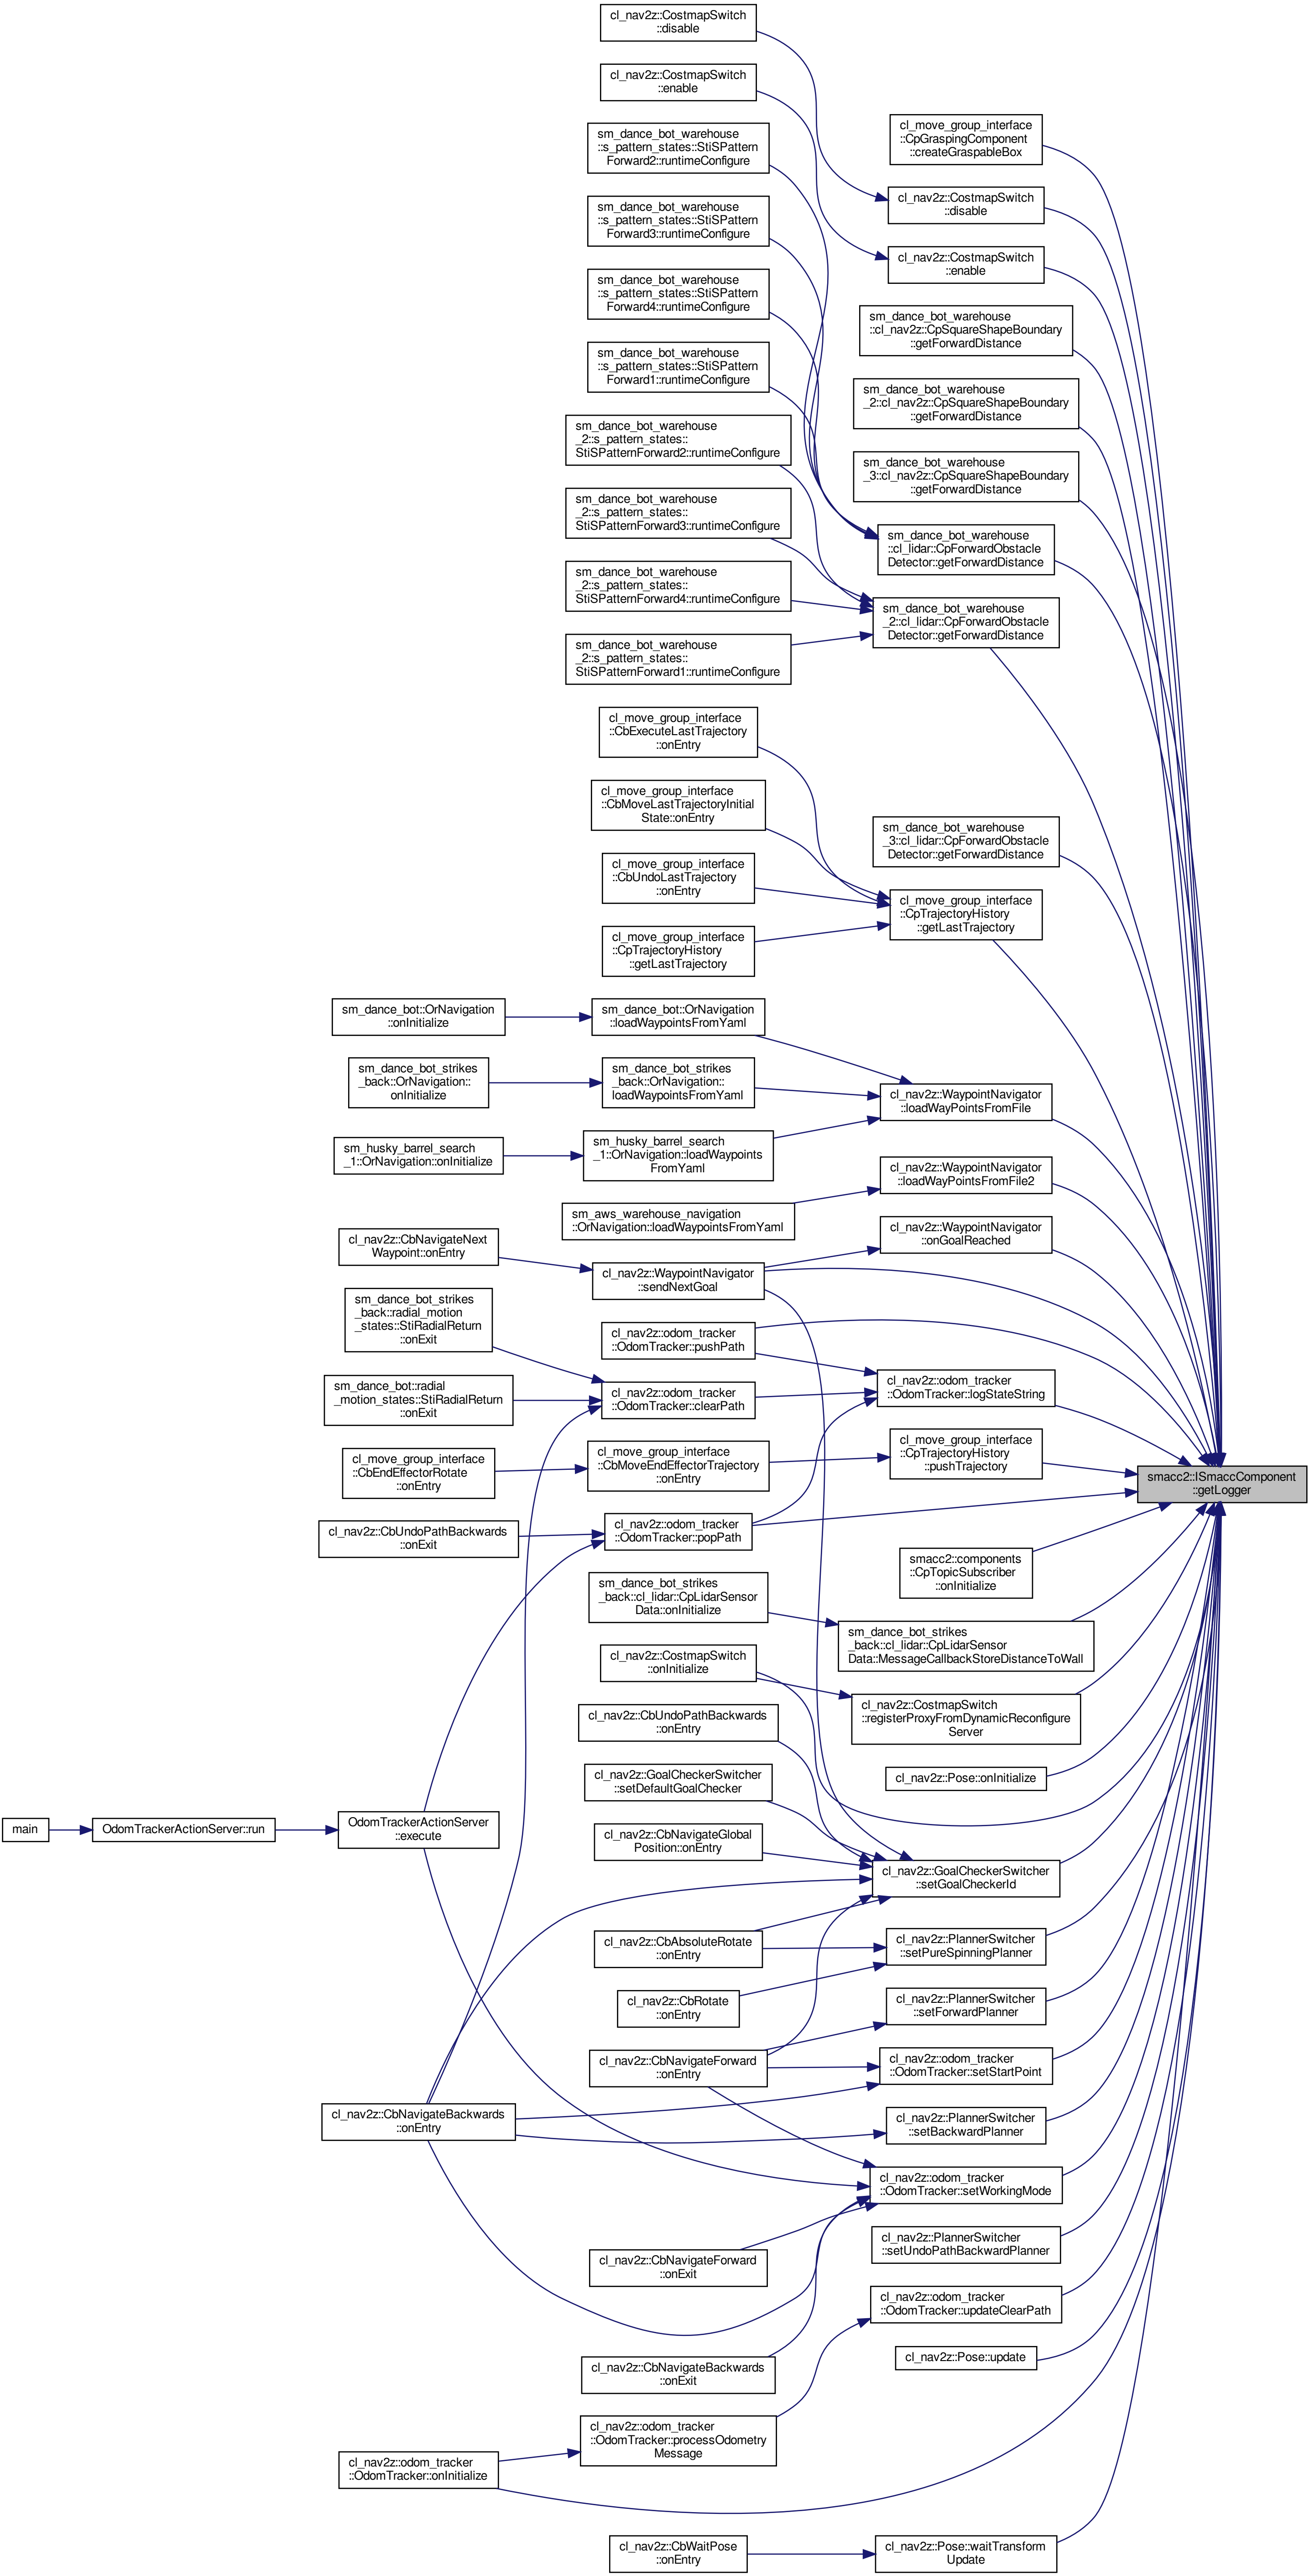 cl_nav2z::CostmapSwitch
::disable
cl_nav2z::CostmapSwitch
::enable
sm_dance_bot_warehouse
::s_pattern_states::StiSPattern
Forward2::runtimeConfigure
sm_dance_bot_warehouse
::s_pattern_states::StiSPattern
Forward3::runtimeConfigure
sm_dance_bot_warehouse
::s_pattern_states::StiSPattern
Forward4::runtimeConfigure
sm_dance_bot_warehouse
::s_pattern_states::StiSPattern
Forward1::runtimeConfigure
sm_dance_bot_warehouse
_2::s_pattern_states::
StiSPatternForward2::runtimeConfigure
sm_dance_bot_warehouse
_2::s_pattern_states::
StiSPatternForward3::runtimeConfigure
sm_dance_bot_warehouse
_2::s_pattern_states::
StiSPatternForward4::runtimeConfigure
sm_dance_bot_warehouse
_2::s_pattern_states::
StiSPatternForward1::runtimeConfigure
cl_move_group_interface
::CbExecuteLastTrajectory
::onEntry
cl_move_group_interface
::CbMoveLastTrajectoryInitial
State::onEntry
cl_move_group_interface
::CbUndoLastTrajectory
::onEntry
cl_move_group_interface
::CpTrajectoryHistory
::getLastTrajectory
cl_move_group_interface
::CpGraspingComponent
::createGraspableBox
cl_nav2z::CostmapSwitch
::disable
cl_nav2z::CostmapSwitch
::enable
sm_dance_bot_warehouse
::cl_nav2z::CpSquareShapeBoundary
::getForwardDistance
sm_dance_bot_warehouse
_2::cl_nav2z::CpSquareShapeBoundary
::getForwardDistance
sm_dance_bot_warehouse
_3::cl_nav2z::CpSquareShapeBoundary
::getForwardDistance
sm_dance_bot_warehouse
::cl_lidar::CpForwardObstacle
Detector::getForwardDistance
sm_dance_bot_warehouse
_2::cl_lidar::CpForwardObstacle
Detector::getForwardDistance
sm_dance_bot_warehouse
_3::cl_lidar::CpForwardObstacle
Detector::getForwardDistance
cl_move_group_interface
::CpTrajectoryHistory
::getLastTrajectory
sm_dance_bot::OrNavigation
::onInitialize
sm_dance_bot::OrNavigation
::loadWaypointsFromYaml
sm_dance_bot_strikes
_back::OrNavigation::
onInitialize
sm_dance_bot_strikes
_back::OrNavigation::
loadWaypointsFromYaml
cl_nav2z::WaypointNavigator
::loadWayPointsFromFile
sm_husky_barrel_search
_1::OrNavigation::onInitialize
sm_husky_barrel_search
_1::OrNavigation::loadWaypoints
FromYaml
cl_nav2z::WaypointNavigator
::loadWayPointsFromFile2
sm_aws_warehouse_navigation
::OrNavigation::loadWaypointsFromYaml
cl_nav2z::WaypointNavigator
::onGoalReached
cl_nav2z::CbNavigateNext
Waypoint::onEntry
cl_nav2z::WaypointNavigator
::sendNextGoal
sm_dance_bot_strikes
_back::radial_motion
_states::StiRadialReturn
::onExit
cl_nav2z::odom_tracker
::OdomTracker::pushPath
sm_dance_bot::radial
_motion_states::StiRadialReturn
::onExit
cl_nav2z::odom_tracker
::OdomTracker::clearPath
cl_nav2z::odom_tracker
::OdomTracker::logStateString
cl_move_group_interface
::CbEndEffectorRotate
::onEntry
cl_move_group_interface
::CbMoveEndEffectorTrajectory
::onEntry
cl_move_group_interface
::CpTrajectoryHistory
::pushTrajectory
smacc2::ISmaccComponent
::getLogger
cl_nav2z::CbUndoPathBackwards
::onExit
cl_nav2z::odom_tracker
::OdomTracker::popPath
smacc2::components
::CpTopicSubscriber
::onInitialize
sm_dance_bot_strikes
_back::cl_lidar::CpLidarSensor
Data::onInitialize
sm_dance_bot_strikes
_back::cl_lidar::CpLidarSensor
Data::MessageCallbackStoreDistanceToWall
cl_nav2z::CostmapSwitch
::onInitialize
cl_nav2z::CostmapSwitch
::registerProxyFromDynamicReconfigure
Server
cl_nav2z::CbUndoPathBackwards
::onEntry
cl_nav2z::Pose::onInitialize
cl_nav2z::GoalCheckerSwitcher
::setDefaultGoalChecker
main
OdomTrackerActionServer::run
OdomTrackerActionServer
::execute
cl_nav2z::CbNavigateGlobal
Position::onEntry
cl_nav2z::GoalCheckerSwitcher
::setGoalCheckerId
cl_nav2z::CbAbsoluteRotate
::onEntry
cl_nav2z::PlannerSwitcher
::setPureSpinningPlanner
cl_nav2z::CbRotate
::onEntry
cl_nav2z::PlannerSwitcher
::setForwardPlanner
cl_nav2z::CbNavigateForward
::onEntry
cl_nav2z::odom_tracker
::OdomTracker::setStartPoint
cl_nav2z::CbNavigateBackwards
::onEntry
cl_nav2z::PlannerSwitcher
::setBackwardPlanner
cl_nav2z::odom_tracker
::OdomTracker::setWorkingMode
cl_nav2z::CbNavigateForward
::onExit
cl_nav2z::PlannerSwitcher
::setUndoPathBackwardPlanner
cl_nav2z::odom_tracker
::OdomTracker::updateClearPath
cl_nav2z::CbNavigateBackwards
::onExit
cl_nav2z::Pose::update
cl_nav2z::odom_tracker
::OdomTracker::processOdometry
Message
cl_nav2z::odom_tracker
::OdomTracker::onInitialize
cl_nav2z::CbWaitPose
::onEntry
cl_nav2z::Pose::waitTransform
Update